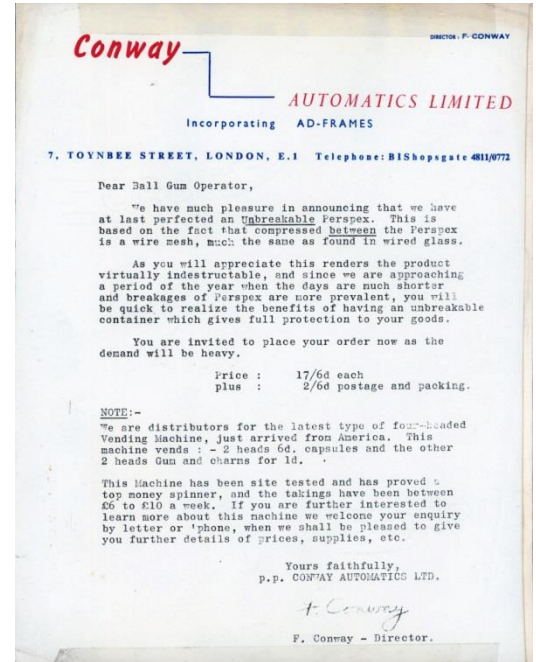 DIRECTOR: F. CONWAY
Conway
AUTOMATICS LIMITED
Incorporating AD-FRAMES
7, TOYNBEE STREET, LONDON, E.1 Telephone: BIShopsgate 4811/0772
Dear Ball Gum Operator,
We have much pleasure in announcing that we have
at last perfected an Unbreakable Perspex. This is
based on the fact that compressed between the Perspex
is a wire mesh, much the same as found in wired glass.
As you will appreciate this renders the product
virtually indestructable, and since we are approaching
a period of the year when the days are much shorter
and breakages of Perspex are more prevalent, you will
be quick to realize the benefits of having an unbreakable
container which gives full protection to your goods.
You are invited to place your order now as the
demand will be heavy.
Price : 17/6d each
plus : 2/6d postage and packing.
NOTE:-
We are distributors for the latest type of four-headed
Vending Machine, just arrived from America. This
machine vends : - 2 heads 6d. capsules and the other
2 heads Gum and charms for 1d.
This Machine has been site tested and has proved a
top money spinner, and the takings have been between
£6 to £10 a week. If you are further interested to
learn more about this machine we welcome your enquiry
by letter or 'phone, when we shall be pleased to give
you further details of prices, supplies, etc.
Yours faithfully,
p.p. CONWAY AUTOMATICS LTD.
F. Conway
F. Conway - Director.